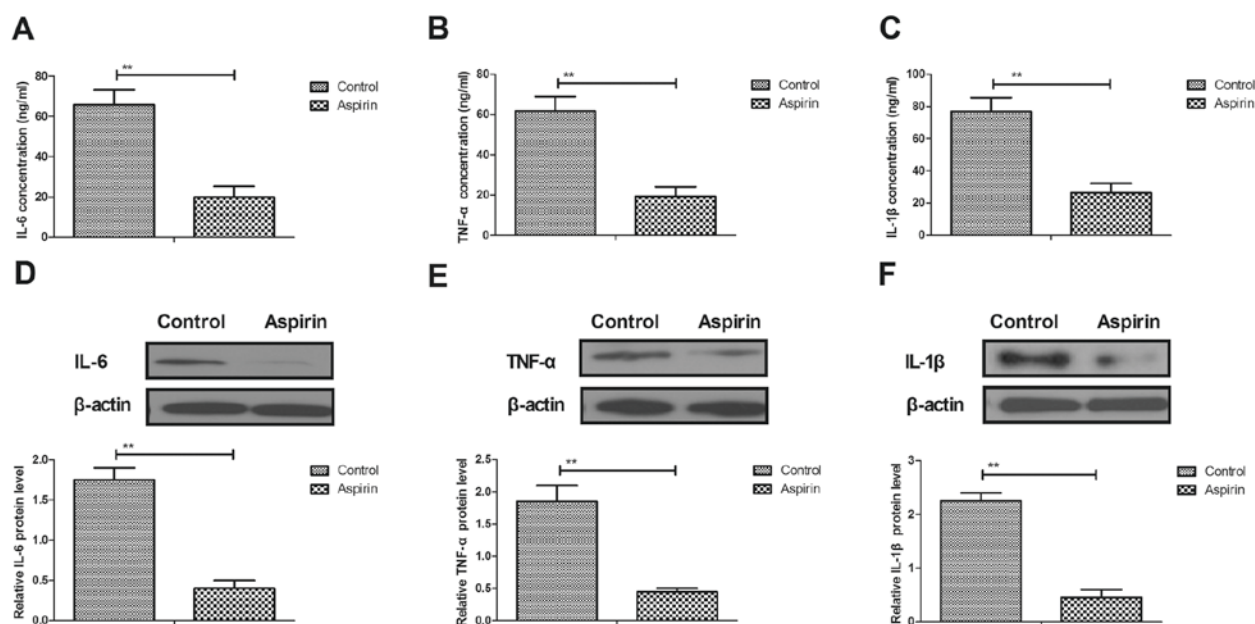 A
IL-6 concentration (ng/ml)
80
60
40
20
0
**
Control
Aspirin
B
TNF-α concentration (ng/ml)
80
60
40
20
0
**
Control
Aspirin
C
IL-1β concentration (ng/ml)
100
80
60
40
20
0
**
Control
Aspirin
D
Control Aspirin
IL-6
β-actin
Relative IL-6 protein level
2.0
1.5
1.0
0.5
0.0
**
Control
Aspirin
E
Control Aspirin
TNF-α
β-actin
Relative TNF-α protein level
2.5
2.0
1.5
1.0
0.5
0.0
**
Control
Aspirin
F
Control Aspirin
IL-1β
β-actin
Relative IL-1β protein level
3
2
1
0
**
Control
Aspirin